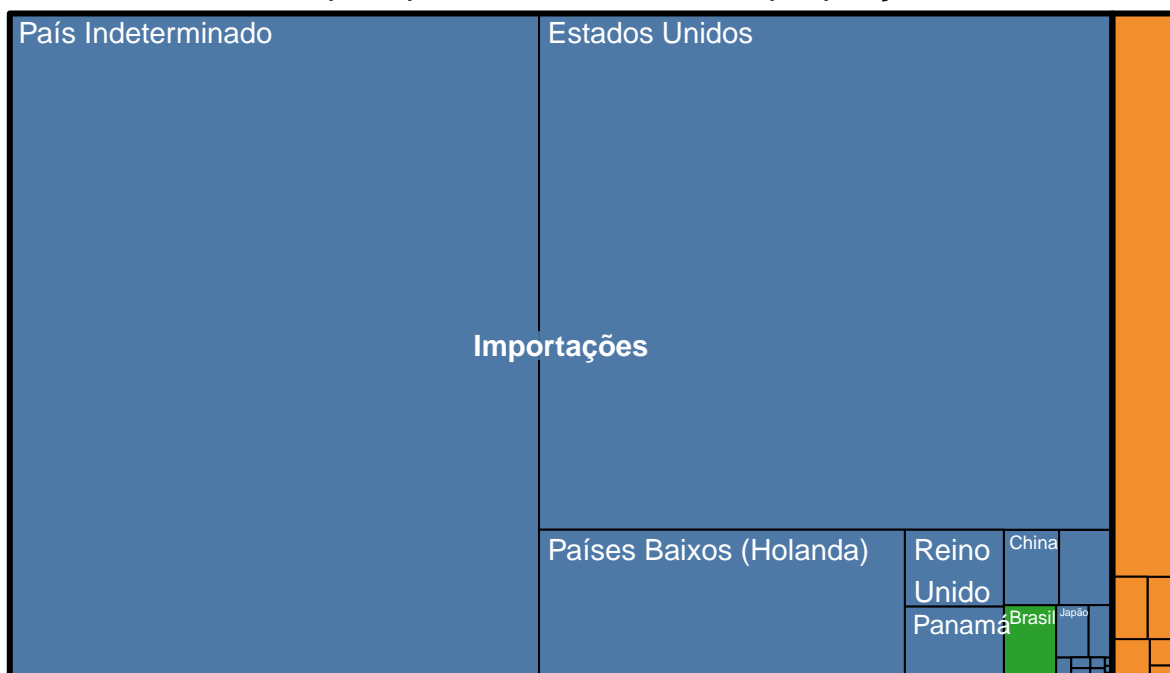 País Indeterminado
Estados Unidos
Importações
Países Baixos (Holanda)
Reino
Unido
China
Panamá
Brasil
Japão